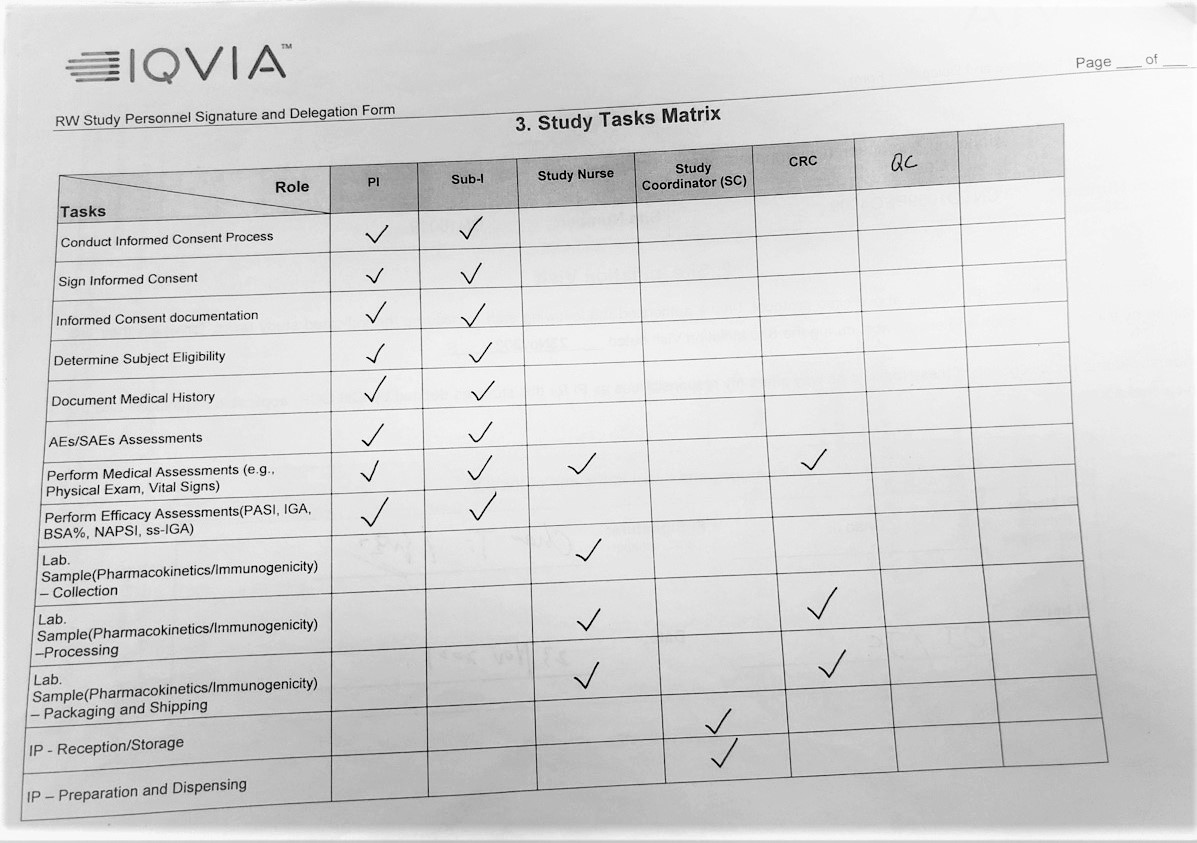 IQVIA™
Page ___ of ___
RW Study Personnel Signature and Delegation Form
3. Study Tasks Matrix
Role
Tasks
PI
Sub-I
Study Nurse
Study
Coordinator (SC)
CRC
QC
Conduct Informed Consent Process ✓ ✓
Sign Informed Consent ✓ ✓
Informed Consent documentation ✓ ✓
Determine Subject Eligibility ✓ ✓
Document Medical History ✓ ✓
AEs/SAEs Assessments ✓ ✓
Perform Medical Assessments (e.g.,
Physical Exam, Vital Signs) ✓ ✓ ✓ ✓
Perform Efficacy Assessments(PASI, IGA,
BSA%, NAPSI, ss-IGA) ✓ ✓
Lab.
Sample(Pharmacokinetics/Immunogenicity)
– Collection ✓
Lab.
Sample(Pharmacokinetics/Immunogenicity)
–Processing ✓ ✓
Lab.
Sample(Pharmacokinetics/Immunogenicity)
– Packaging and Shipping ✓ ✓
IP - Reception/Storage ✓
IP – Preparation and Dispensing ✓